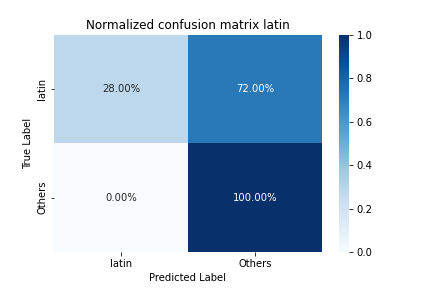 Normalized confusion matrix latin
1.0
latin
28.00%
72.00%
0.8
0.6
True Label
0.4
Others
0.00%
100.00%
0.2
0.0
latin
Others
Predicted Label